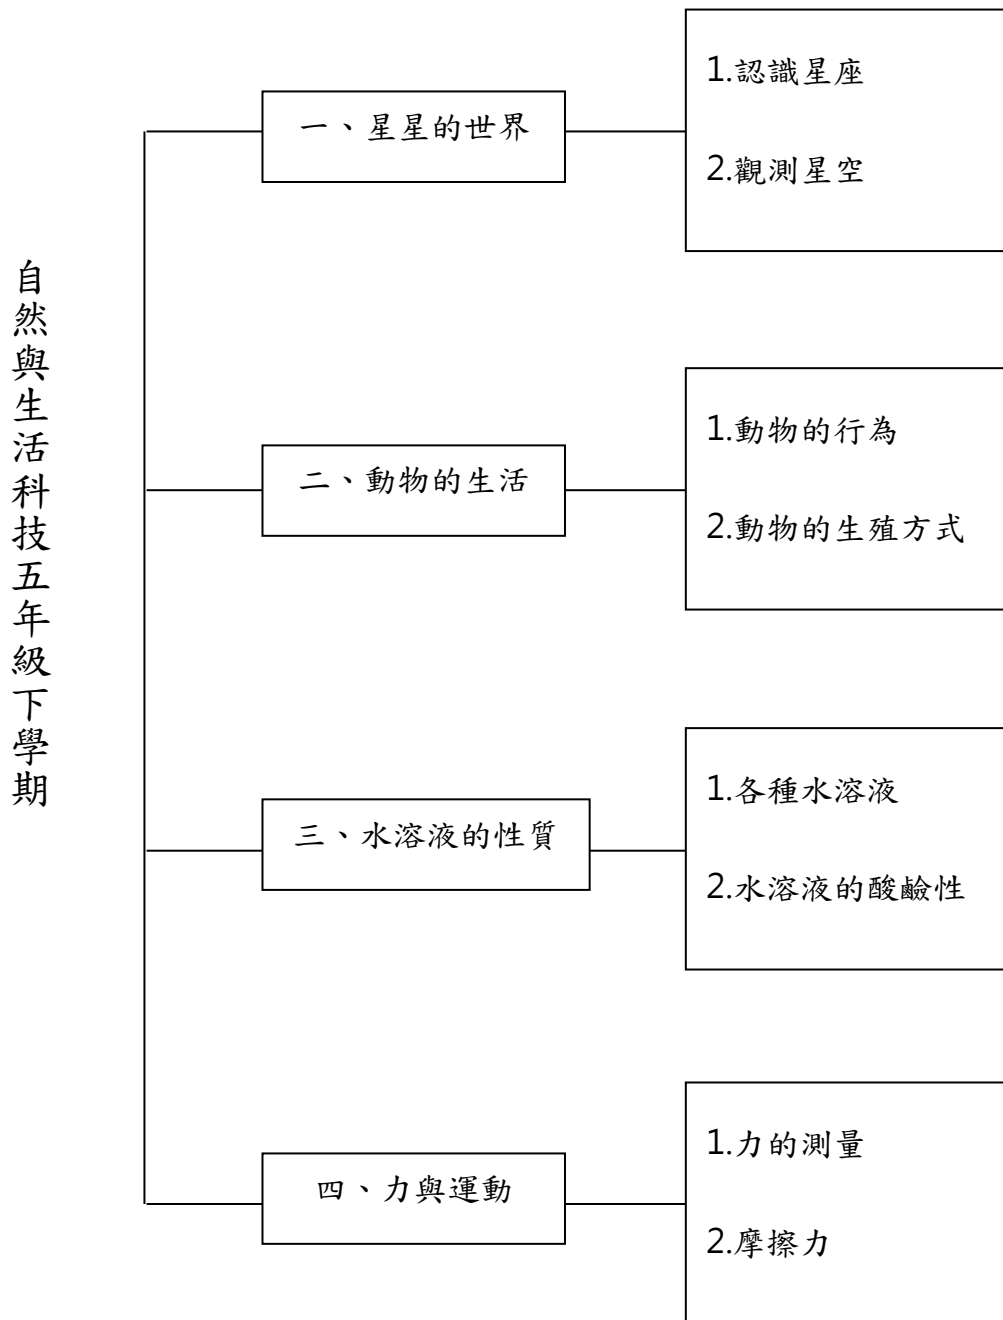 自然與生活科技五年級下學期
一、星星的世界
1.認識星座
2.觀測星空
二、動物的生活
1.動物的行為
2.動物的生殖方式
三、水溶液的性質
1.各種水溶液
2.水溶液的酸鹼性
四、力與運動
1.力的測量
2.摩擦力